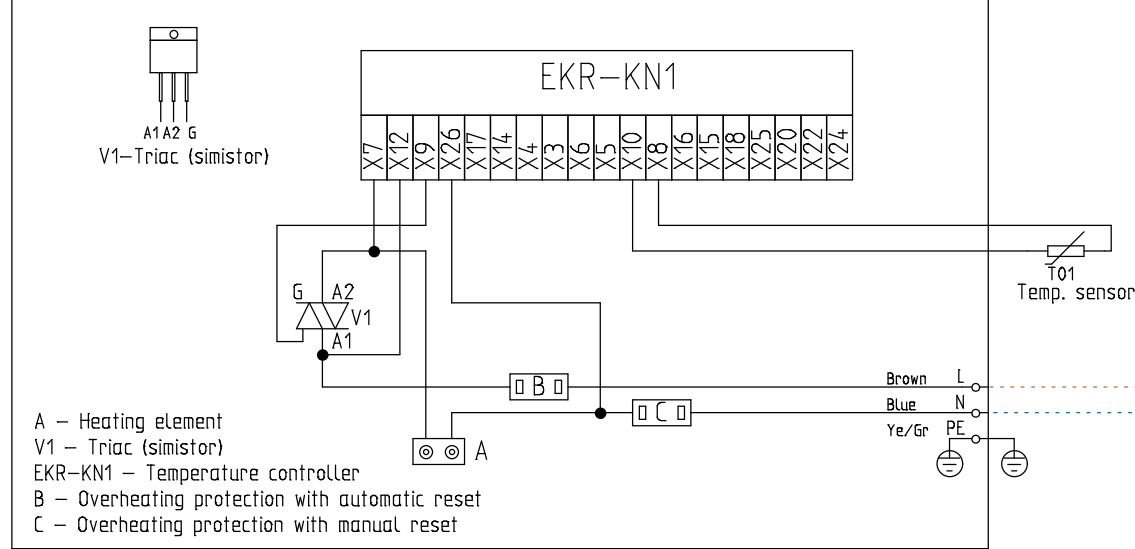 EKR-KN1
A1 A2 G
V1-Triac (simistor)
X7 X12 X9 X26 X17 X14 X4 X3 X6 X5 X10 X8 X16 X15 X18 X25 X20 X22 X24
T01
Temp. sensor
G A2
V1
A1
Brown L
B
Blue N
C
Ye/Gr PE
A
A - Heating element
V1 - Triac (simistor)
EKR-KN1 - Temperature controller
B - Overheating protection with automatic reset
C - Overheating protection with manual reset